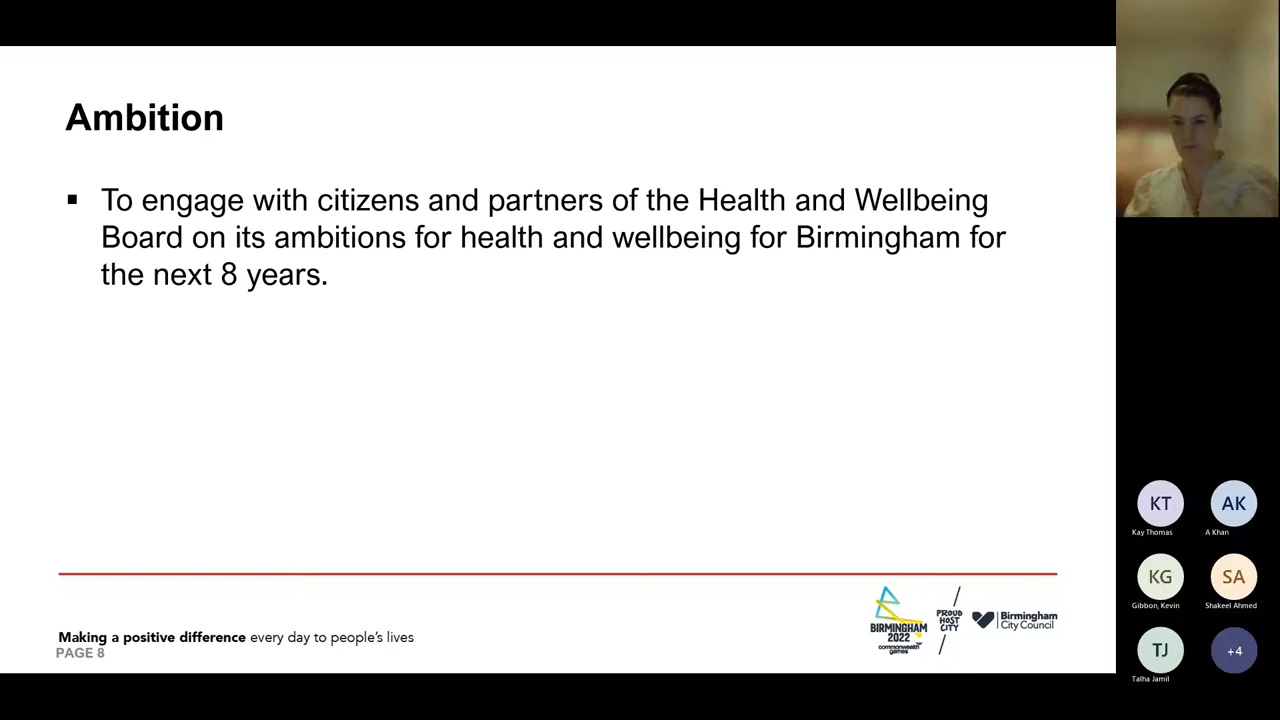 Ambition
▪ To engage with citizens and partners of the Health and Wellbeing
Board on its ambitions for health and wellbeing for Birmingham for
the next 8 years.
BIRMINGHAM
2022
commonwealth
games
PROUD
HOST
CITY
Birmingham
City Council
Making a positive difference every day to people's lives
PAGE 8
KT
AK
Kay Thomas
A Khan
KG
SA
Gibbon, Kevin
Shakeel Ahmed
TJ
+4
Talha Jamil